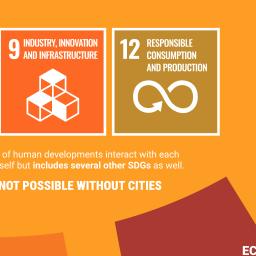 9 INDUSTRY, INNOVATION
AND INFRASTRUCTURE
12 RESPONSIBLE
CONSUMPTION
AND PRODUCTION
of human developments interact with each
self but includes several other SDGs as well.
NOT POSSIBLE WITHOUT CITIES
EC